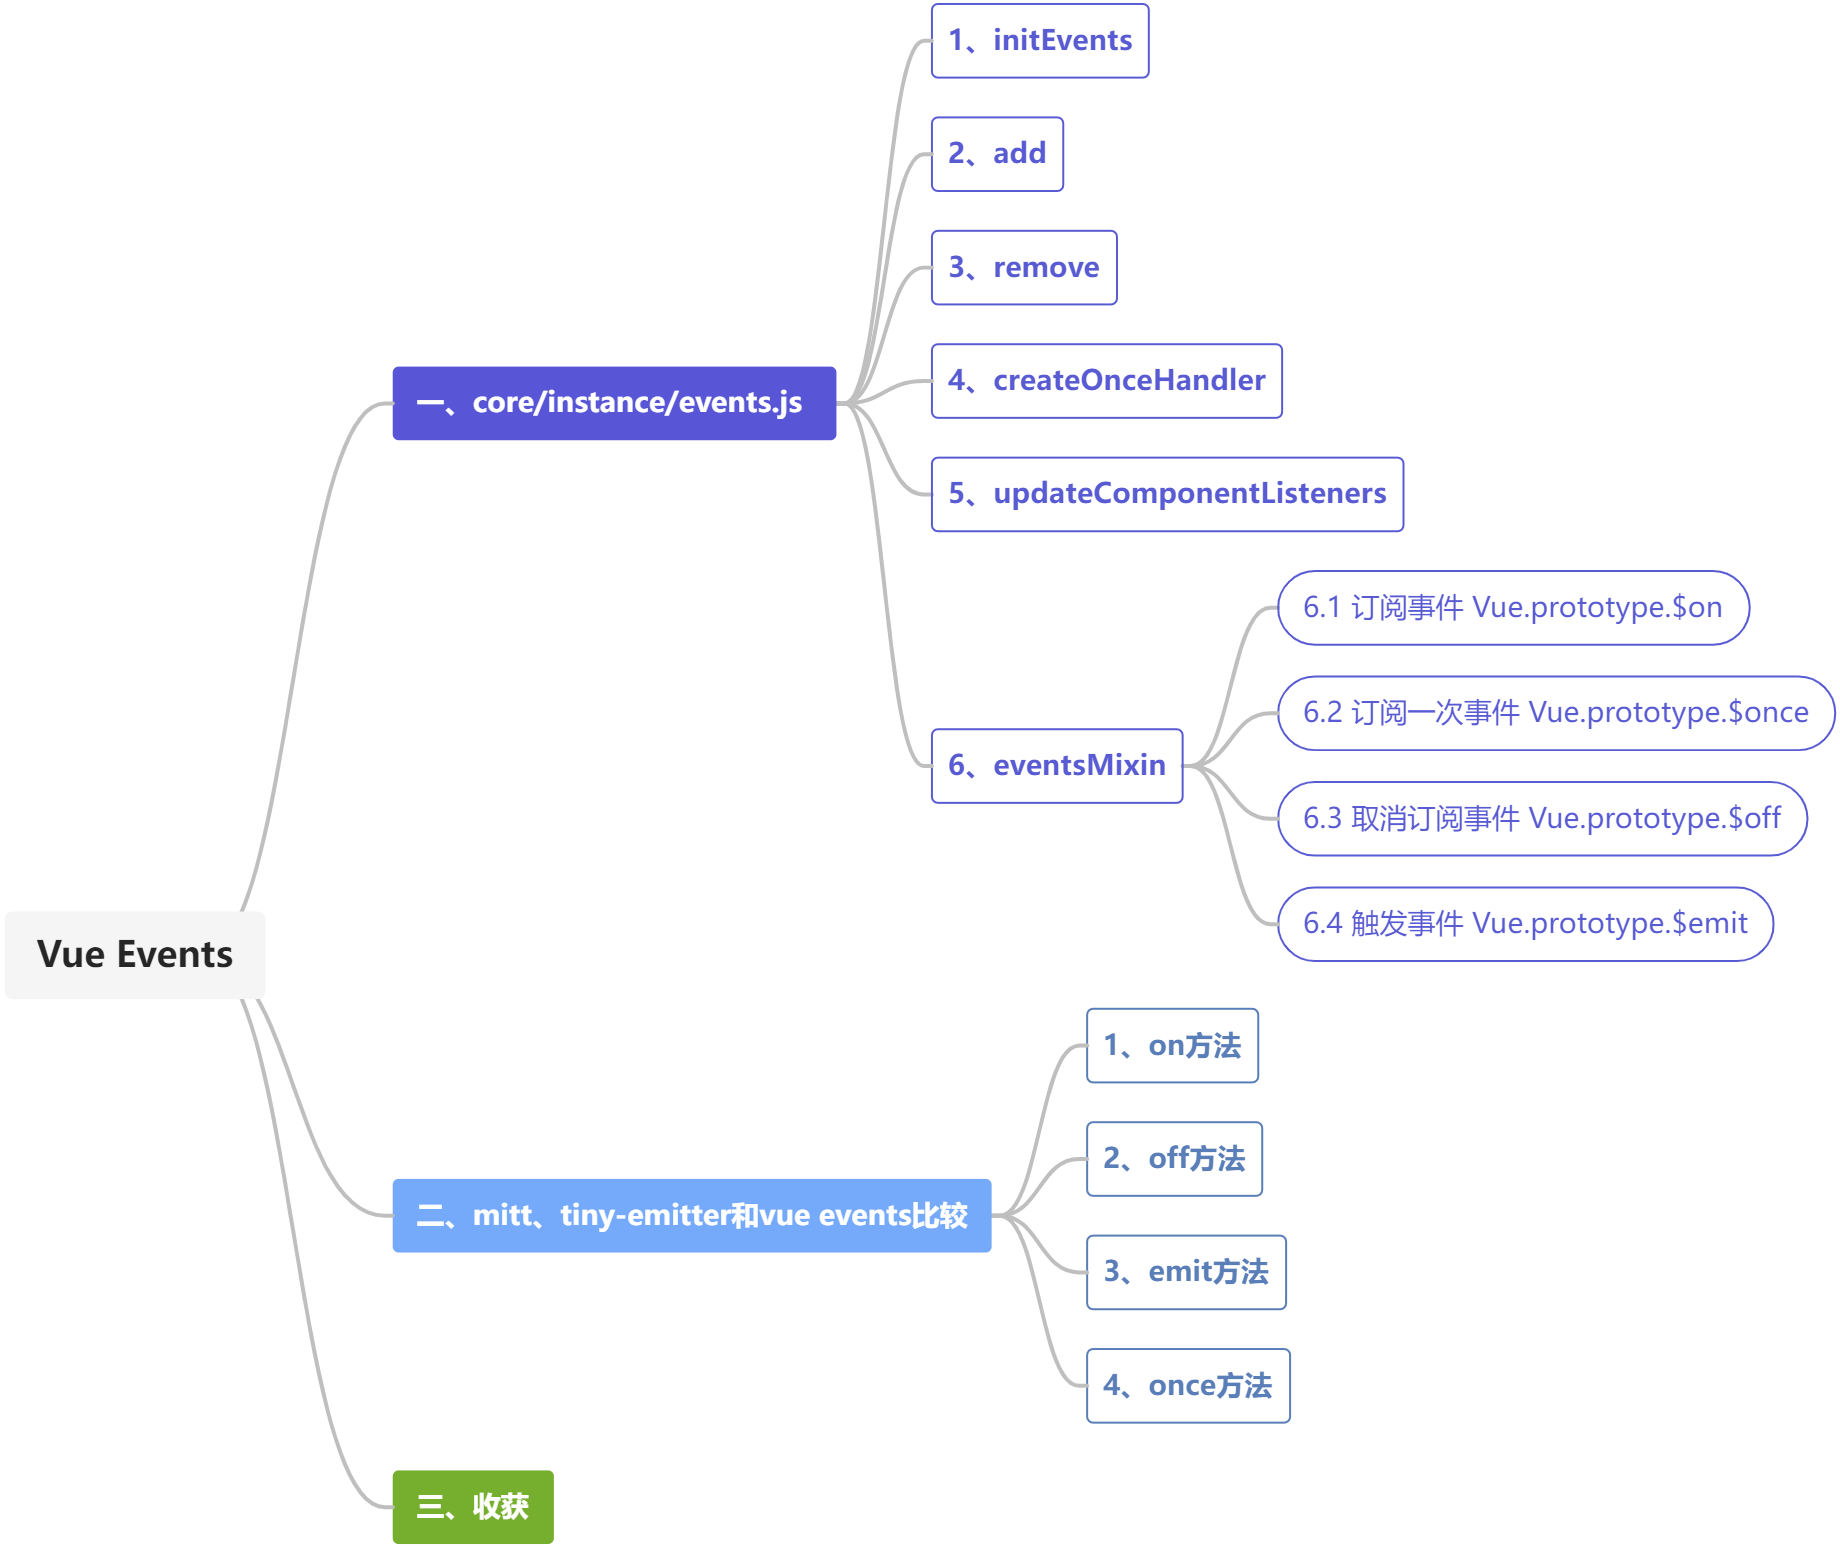 Vue Events
一、core/instance/events.js
1、initEvents
2、add
3、remove
4、createOnceHandler
5、updateComponentListeners
6、eventsMixin
6.1 订阅事件 Vue.prototype.$on
6.2 订阅一次事件 Vue.prototype.$once
6.3 取消订阅事件 Vue.prototype.$off
6.4 触发事件 Vue.prototype.$emit
二、mitt、tiny-emitter和vue events比较
1、on方法
2、off方法
3、emit方法
4、once方法
三、收获